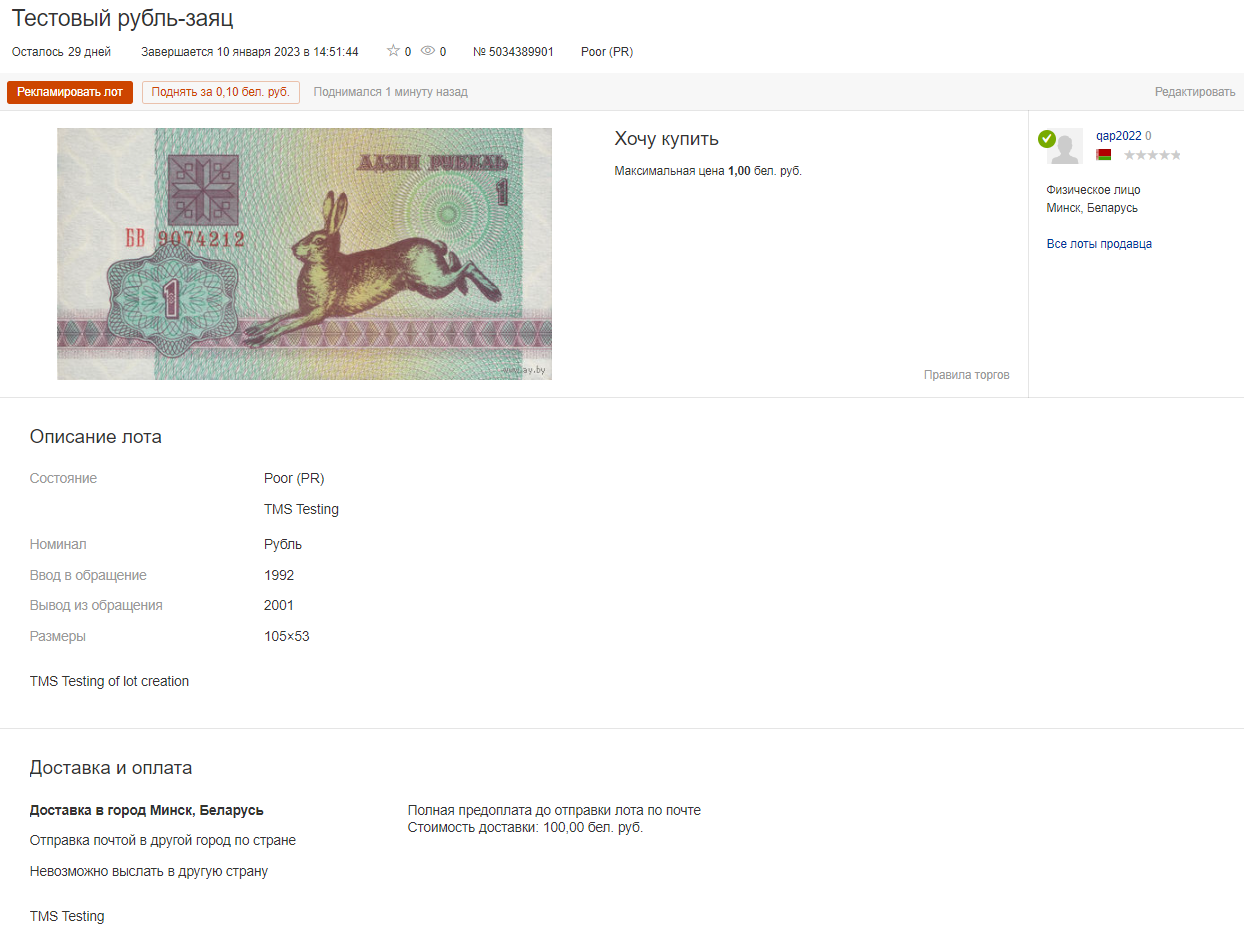 Тестовый рубль-заяц
Осталось 29 дней Завершается 10 января 2023 в 14:51:44 0 0 № 5034389901 Poor (PR)
Рекламировать лот Поднять за 0,10 бел. руб. Поднимался 1 минуту назад Редактировать
АДЗІН РУБЕЛЬ
1
БВ 9074212
1
www.ay.by
Хочу купить
Максимальная цена 1,00 бел. руб.
Правила торгов
qap2022 0
Физическое лицо
Минск, Беларусь
Все лоты продавца
Описание лота
Состояние Poor (PR)
TMS Testing
Номинал Рубль
Ввод в обращение 1992
Вывод из обращения 2001
Размеры 105×53
TMS Testing of lot creation
Доставка и оплата
Доставка в город Минск, Беларусь
Отправка почтой в другой город по стране
Невозможно выслать в другую страну
TMS Testing
Полная предоплата до отправки лота по почте
Стоимость доставки: 100,00 бел. руб.